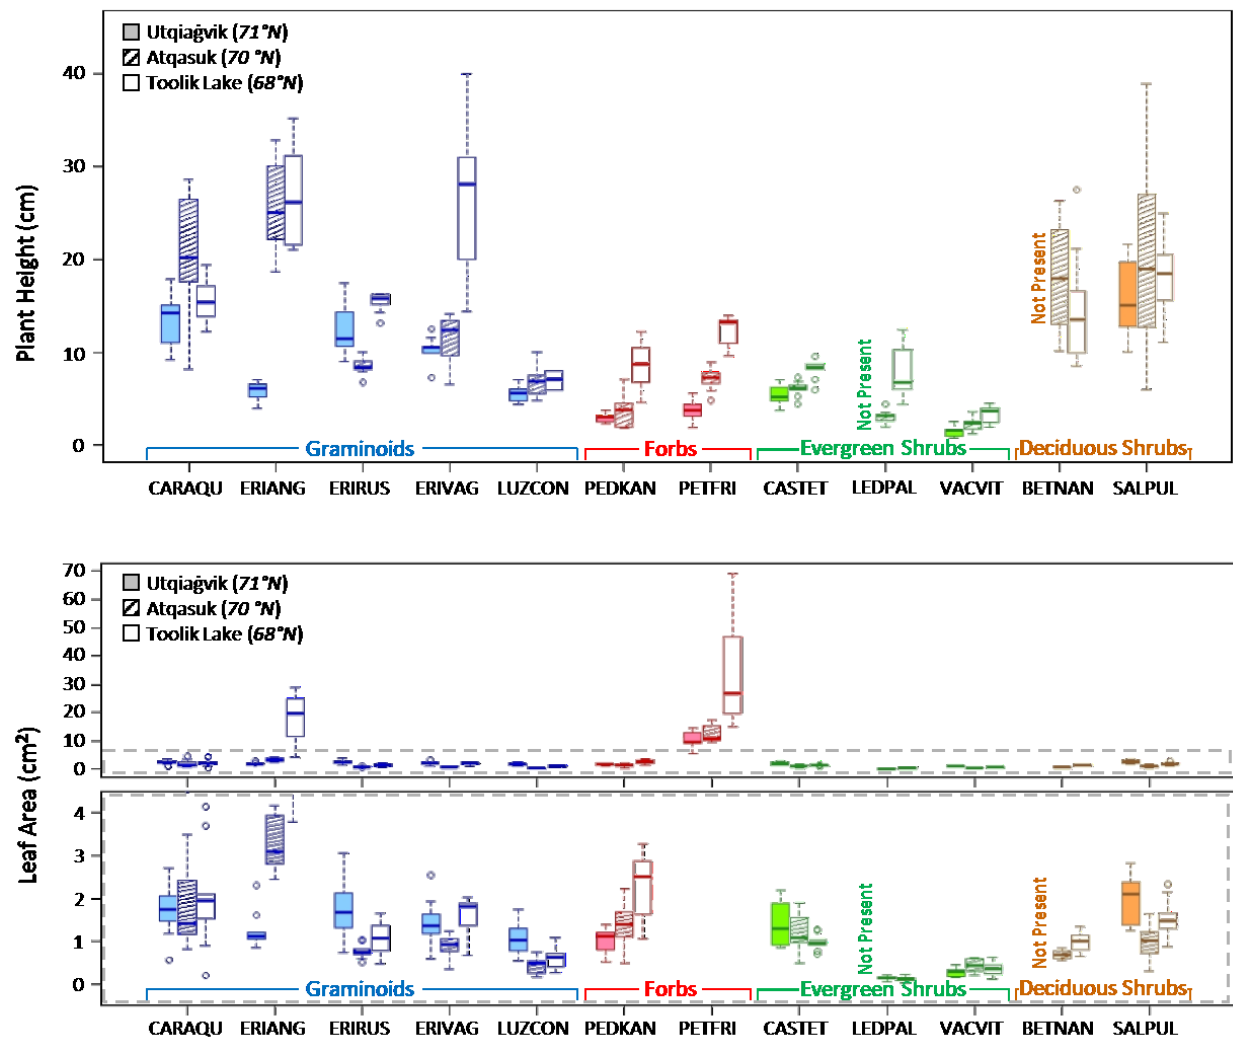 Utqiaġvik (71°N)
Atqasuk (70 °N)
Toolik Lake (68°N)
Plant Height (cm)
40
30
20
10
0
Not Present
Not Present
Graminoids
Forbs
Evergreen Shrubs
Deciduous Shrubs
CARAQU ERIANG ERIRUS ERIVAG LUZCON PEDKAN PETFRI CASTET LEDPAL VACVIT BETNAN SALPUL
Utqiaġvik (71°N)
Atqasuk (70 °N)
Toolik Lake (68°N)
Leaf Area (cm²)
70
60
50
40
30
20
10
0
4
3
2
1
0
Not Present
Not Present
Graminoids
Forbs
Evergreen Shrubs
Deciduous Shrubs
CARAQU ERIANG ERIRUS ERIVAG LUZCON PEDKAN PETFRI CASTET LEDPAL VACVIT BETNAN SALPUL